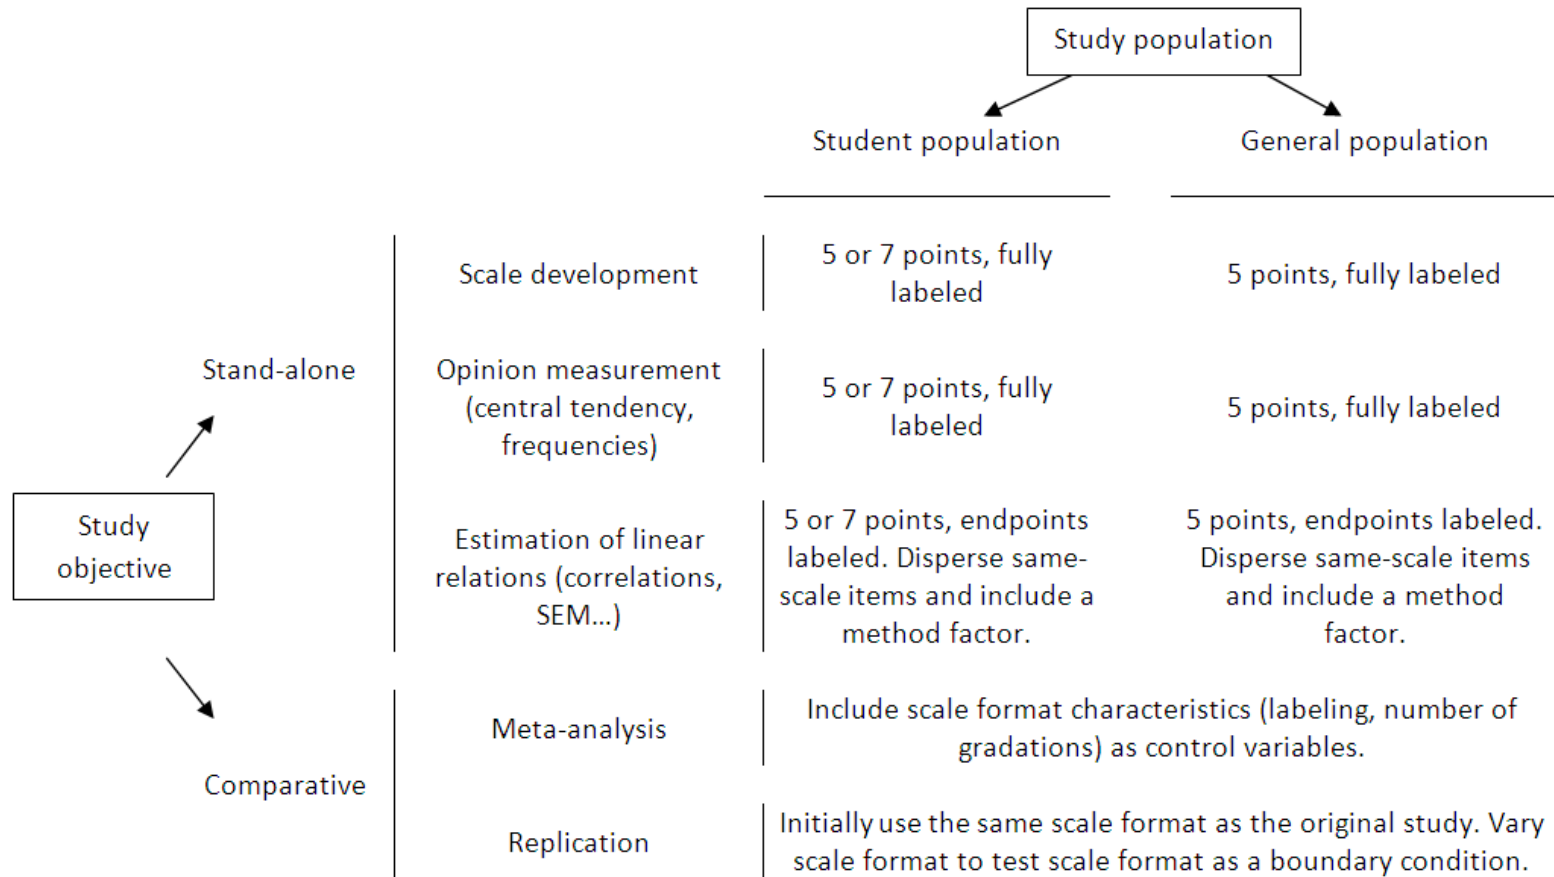 Study population
Student population
General population
Scale development
5 or 7 points, fully
labeled
5 points, fully labeled
Stand-alone
Opinion measurement
(central tendency,
frequencies)
5 or 7 points, fully
labeled
5 points, fully labeled
Study
objective
Estimation of linear
relations (correlations,
SEM...)
5 or 7 points, endpoints
labeled. Disperse same-
scale items and include a
method factor.
5 points, endpoints labeled.
Disperse same-scale items
and include a method
factor.
Comparative
Meta-analysis
Include scale format characteristics (labeling, number of
gradations) as control variables.
Replication
Initially use the same scale format as the original study. Vary
scale format to test scale format as a boundary condition.